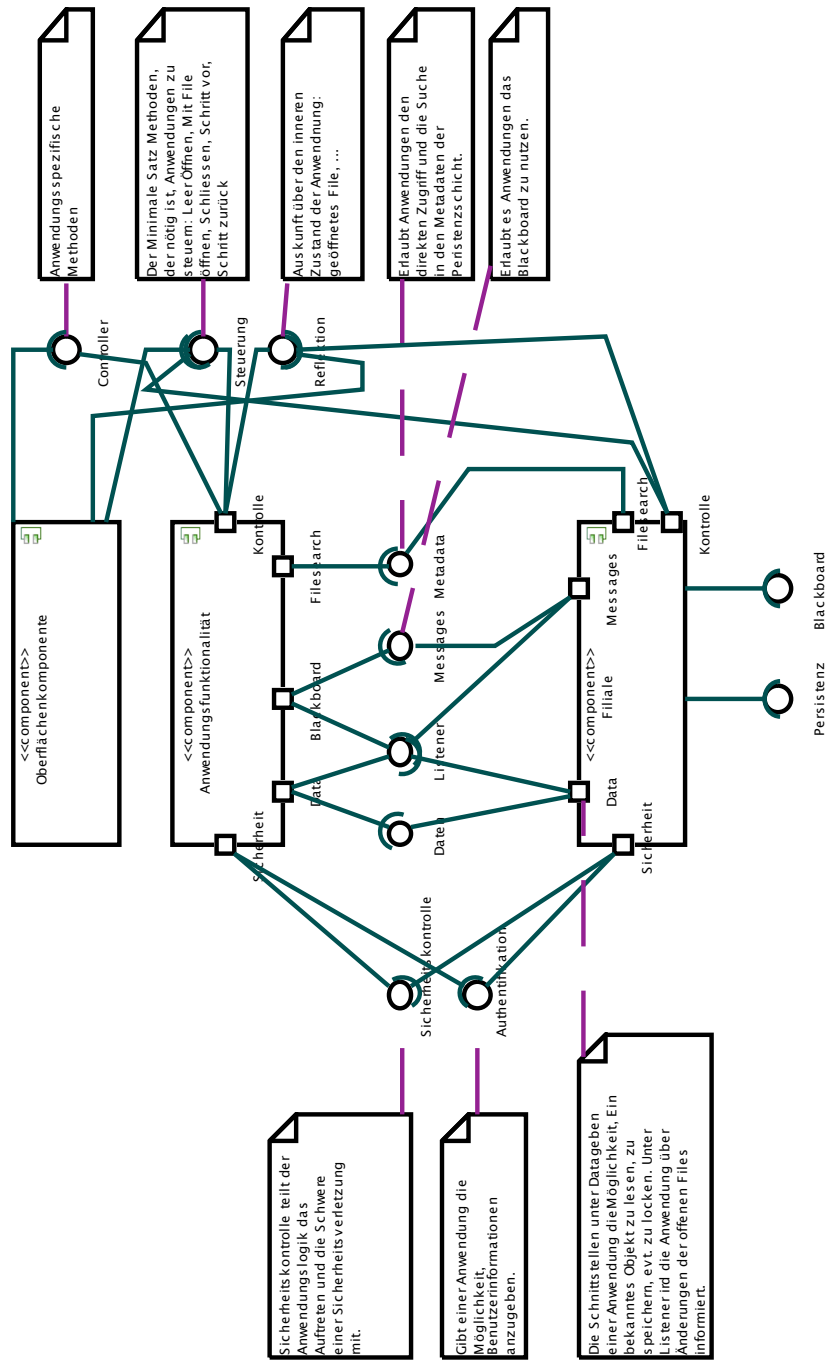 <<component>>
Oberflächenkomponente
Anwendungsspezifische
Methoden
Controller
Der Minimale Satz Methoden,
der nötig ist, Anwendungen zu
steuern: Leer Öffnen, Mit File
öffnen, Schliessen, Schritt vor,
Schritt zurück
Steuerung
<<component>>
Anwendungsfunktionalität
Auskunft über den inneren
Zustand der Anwendnung:
geöffnetes File, ...
Reflektion
Sicherheit
Kontrolle
Data
Blackboard
Filesearch
Sicherheitskontrolle teilt der
Anwendungslogik das
Auftreten und die Schwere
einer Sicherheitsverletzung
mit.
Erlaubt Anwendungen den
direkten Zugriff und die Suche
in den Metadaten der
Peristenzschicht.
Sicherheitskontrolle
Daten
Listener
Messages
Metadata
Gibt einer Anwendung die
Möglichkeit,
Benutzerinformationen
anzugeben.
Authentifikation
Erlaubt es Anwendungen das
Blackboard zu nutzen.
<<component>>
Filiale
Data
Messages
Sicherheit
Filesearch
Kontrolle
Die Schnittstellen unter Data geben
einer Anwendung die Möglichkeit, Ein
bekanntes Objekt zu lesen, zu
speichern, evt. zu locken. Unter
Listener ird die Anwendung über
Änderungen der offenen Files
informiert.
Persistenz
Blackboard